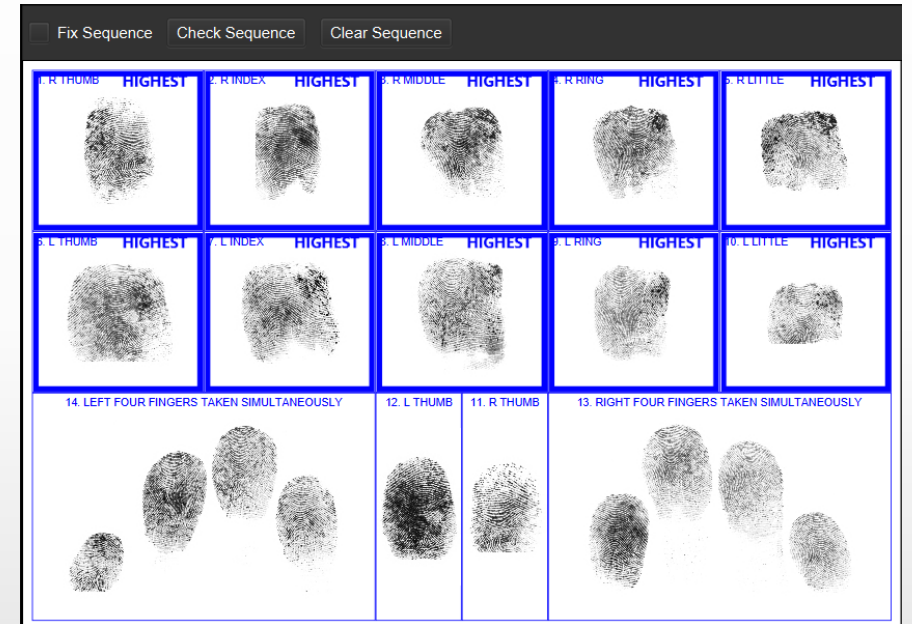 Fix Sequence Check Sequence Clear Sequence
1. R THUMB HIGHEST 2. R INDEX HIGHEST 3. R MIDDLE HIGHEST 4. R RING HIGHEST 5. R LITTLE HIGHEST
6. L THUMB HIGHEST 7. L INDEX HIGHEST 8. L MIDDLE HIGHEST 9. L RING HIGHEST 10. L LITTLE HIGHEST
14. LEFT FOUR FINGERS TAKEN SIMULTANEOUSLY 12. L THUMB 11. R THUMB 13. RIGHT FOUR FINGERS TAKEN SIMULTANEOUSLY